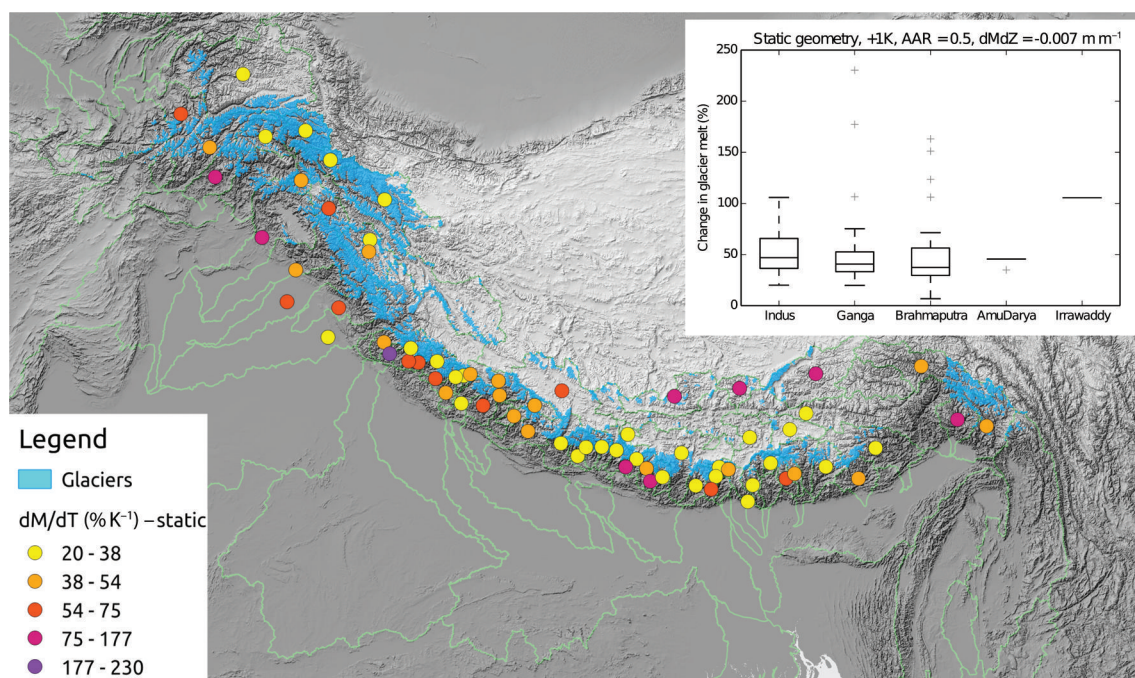 Static geometry, +1K, AAR = 0.5, dMdZ = -0.007 m m⁻¹
250
200
150
100
50
0
Change in glacier melt (%)
Indus Ganga Brahmaputra AmuDarya Irrawaddy
Legend
Glaciers
dM/dT (% K⁻¹) – static
20 - 38
38 - 54
54 - 75
75 - 177
177 - 230